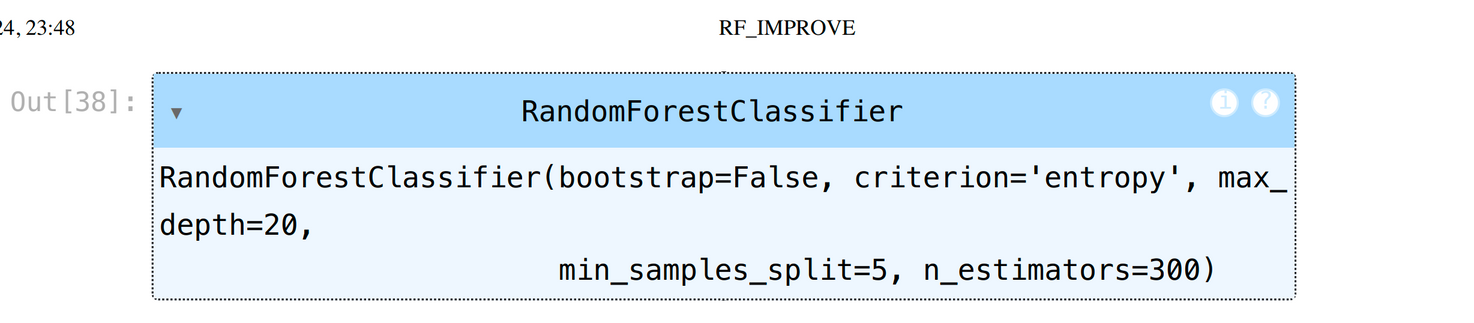 24, 23:48
RF_IMPROVE
Out[38]:
▼ RandomForestClassifier i ?
RandomForestClassifier(bootstrap=False, criterion='entropy', max_
depth=20,
min_samples_split=5, n_estimators=300)